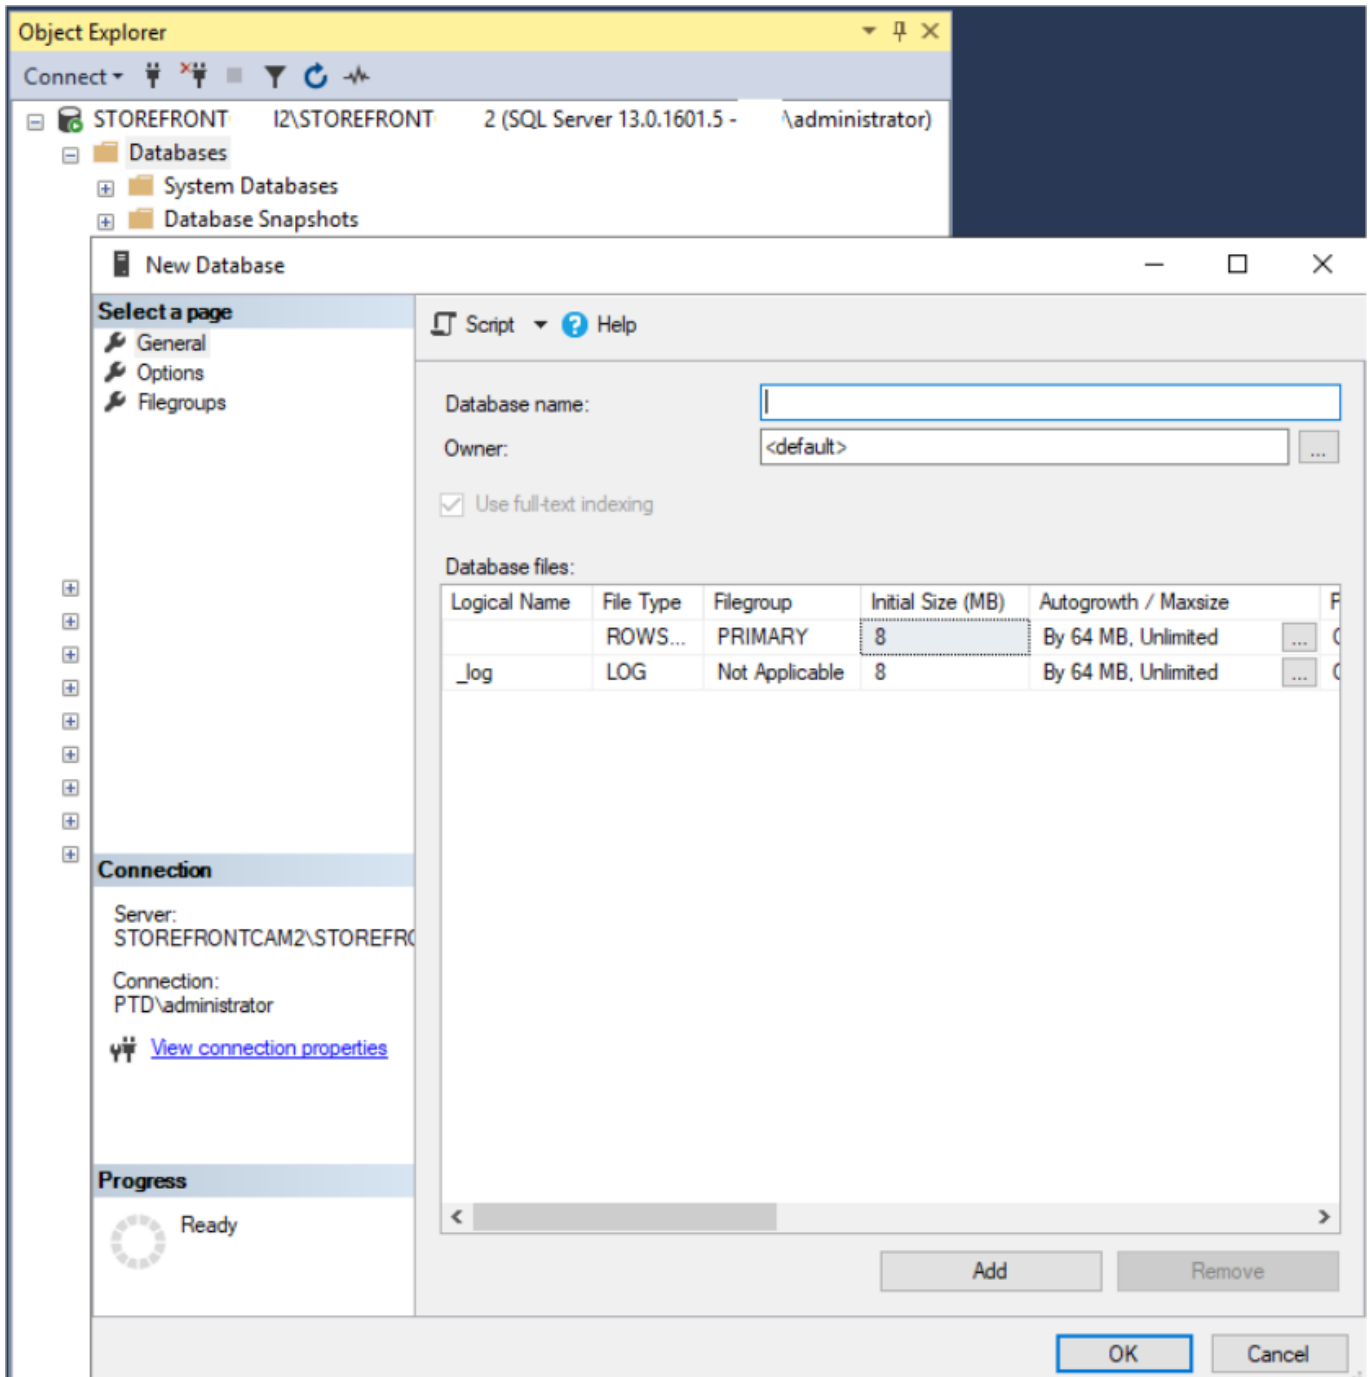 Object Explorer
Connect
STOREFRONT I2\STOREFRONT 2 (SQL Server 13.0.1601.5 - \administrator)
Databases
System Databases
Database Snapshots
New Database
Select a page
General
Options
Filegroups
Script Help
Database name:
Owner: <default> ...
Use full-text indexing
Database files:
Logical Name File Type Filegroup Initial Size (MB) Autogrowth / Maxsize
ROWS... PRIMARY 8 By 64 MB, Unlimited ...
_log LOG Not Applicable 8 By 64 MB, Unlimited ...
Connection
Server:
STOREFRONTCAM2\STOREFR
Connection:
PTD\administrator
View connection properties
Progress
Ready
Add Remove
OK Cancel